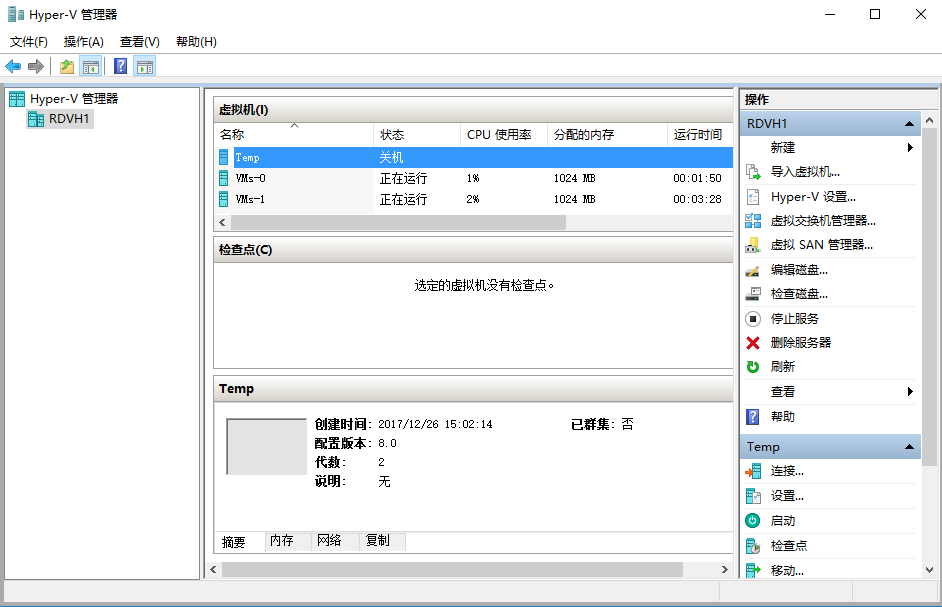 Hyper-V 管理器
文件(F) 操作(A) 查看(V) 帮助(H)
Hyper-V 管理器
RDVH1
虚拟机(I)
名称 状态 CPU 使用率 分配的内存 运行时间
Temp 关机
VMs-0 正在运行 1% 1024 MB 00:01:50
VMs-1 正在运行 2% 1024 MB 00:03:28
检查点(C)
选定的虚拟机没有检查点。
Temp
创建时间: 2017/12/26 15:02:14 已群集: 否
配置版本: 8.0
代数: 2
说明: 无
摘要 内存 网络 复制
操作
RDVH1
新建
导入虚拟机...
Hyper-V 设置...
虚拟交换机管理器...
虚拟 SAN 管理器...
编辑磁盘...
检查磁盘...
停止服务
删除服务器
刷新
查看
帮助
Temp
连接...
设置...
启动
检查点
移动...